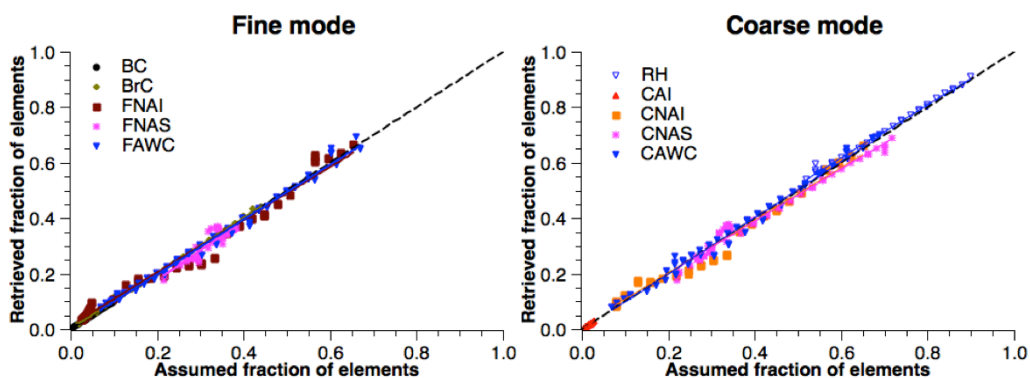 Fine mode
Retrieved fraction of elements
1.0
0.8
0.6
0.4
0.2
0.0
BC
BrC
FNAI
FNAS
FAWC
0.0 0.2 0.4 0.6 0.8 1.0
Assumed fraction of elements
Coarse mode
Retrieved fraction of elements
1.0
0.8
0.6
0.4
0.2
0.0
RH
CAI
CNAI
CNAS
CAWC
0.0 0.2 0.4 0.6 0.8 1.0
Assumed fraction of elements